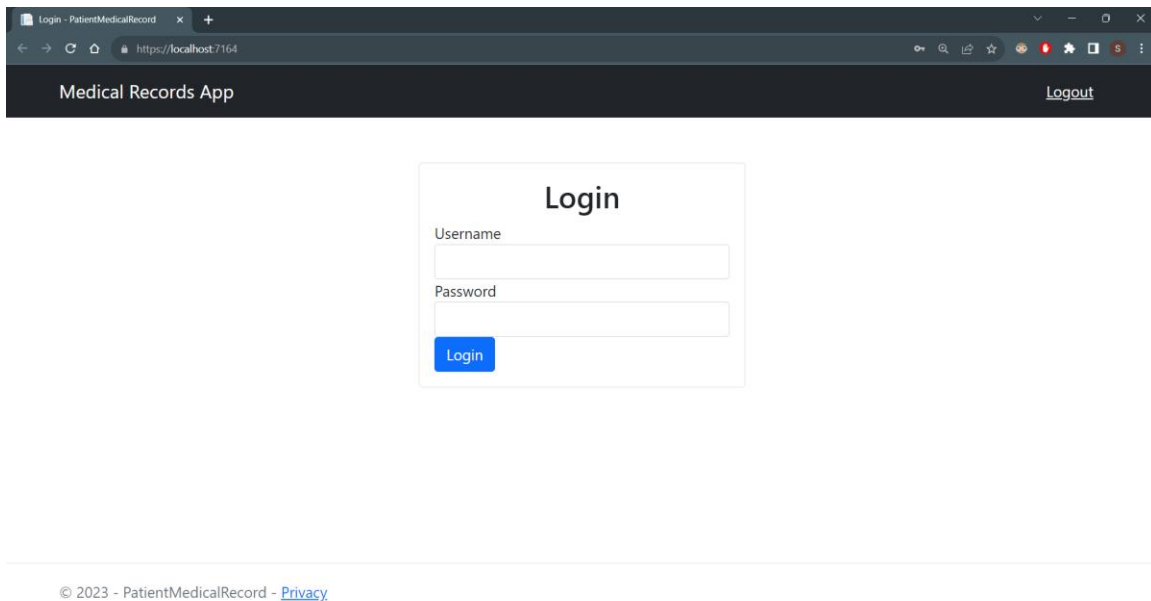 Login - PatientMedicalRecord
https://localhost:7164
S
Medical Records App
Logout
Login
Username
Password
Login
© 2023 - PatientMedicalRecord - Privacy